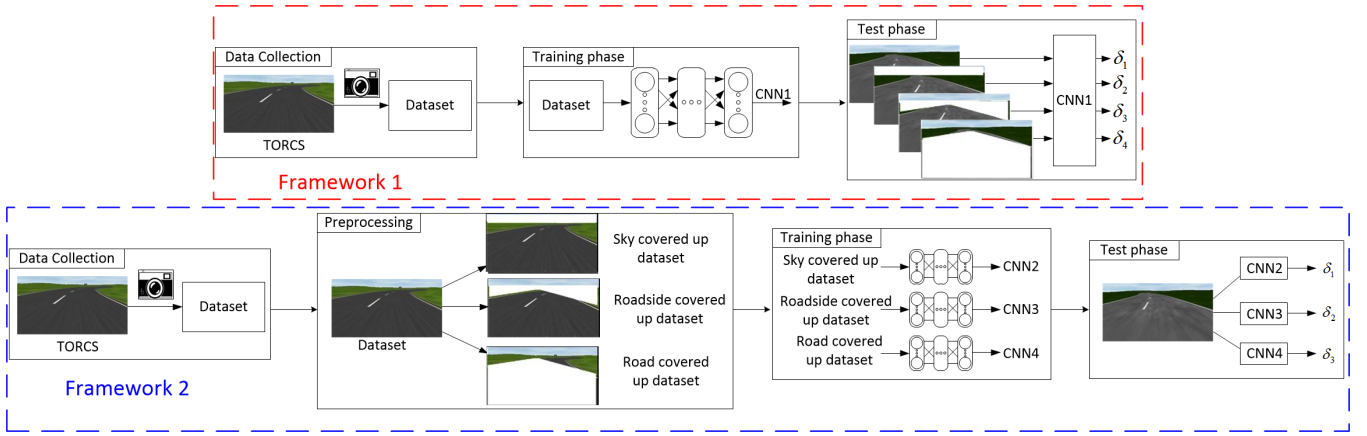 Data Collection
TORCS
Dataset
Training phase
Dataset
CNN1
Test phase
CNN1
δ1
δ2
δ3
δ4
Framework 1
Data Collection
TORCS
Dataset
Preprocessing
Dataset
Sky covered up
dataset
Roadside covered
up dataset
Road covered
up dataset
Training phase
Sky covered up
dataset
CNN2
Roadside covered
up dataset
CNN3
Road covered
up dataset
CNN4
Test phase
CNN2
δ1
CNN3
δ2
CNN4
δ3
Framework 2